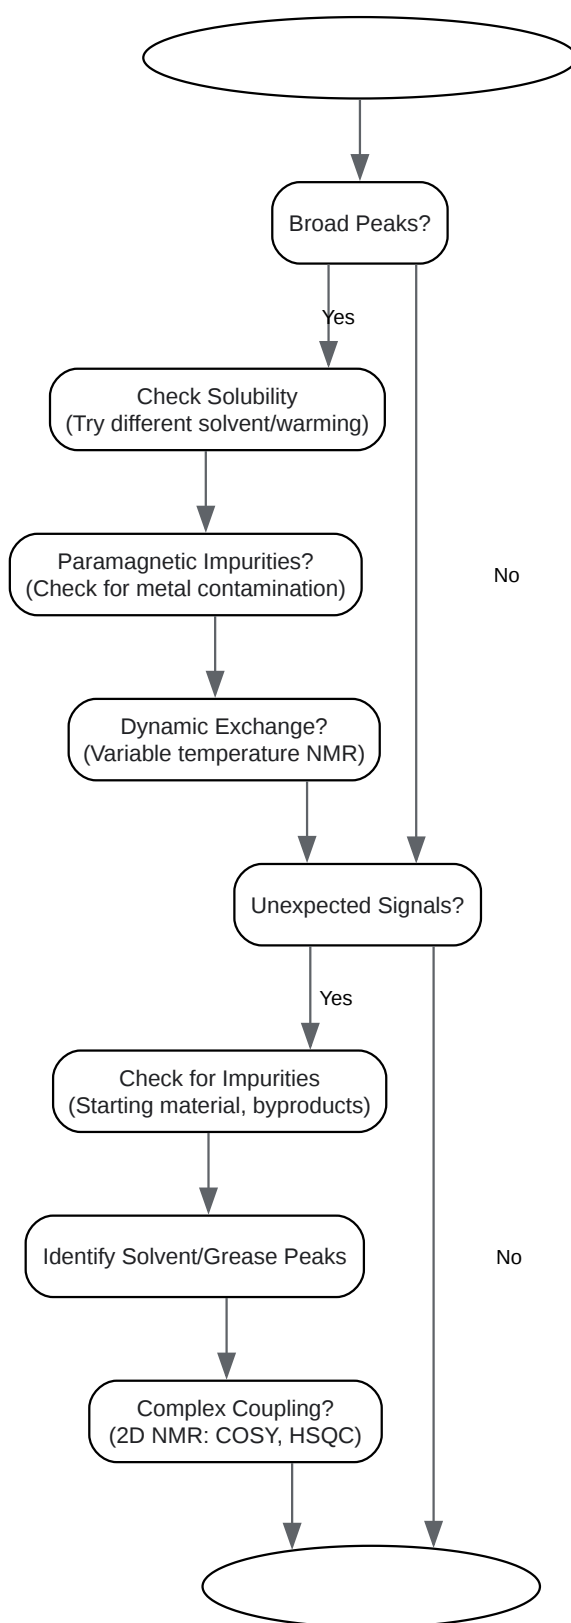 Broad Peaks?
Yes
Check Solubility
(Try different solvent/warming)
Paramagnetic Impurities?
(Check for metal contamination)
No
Dynamic Exchange?
(Variable temperature NMR)
Unexpected Signals?
Yes
Check for Impurities
(Starting material, byproducts)
Identify Solvent/Grease Peaks
No
Complex Coupling?
(2D NMR: COSY, HSQC)